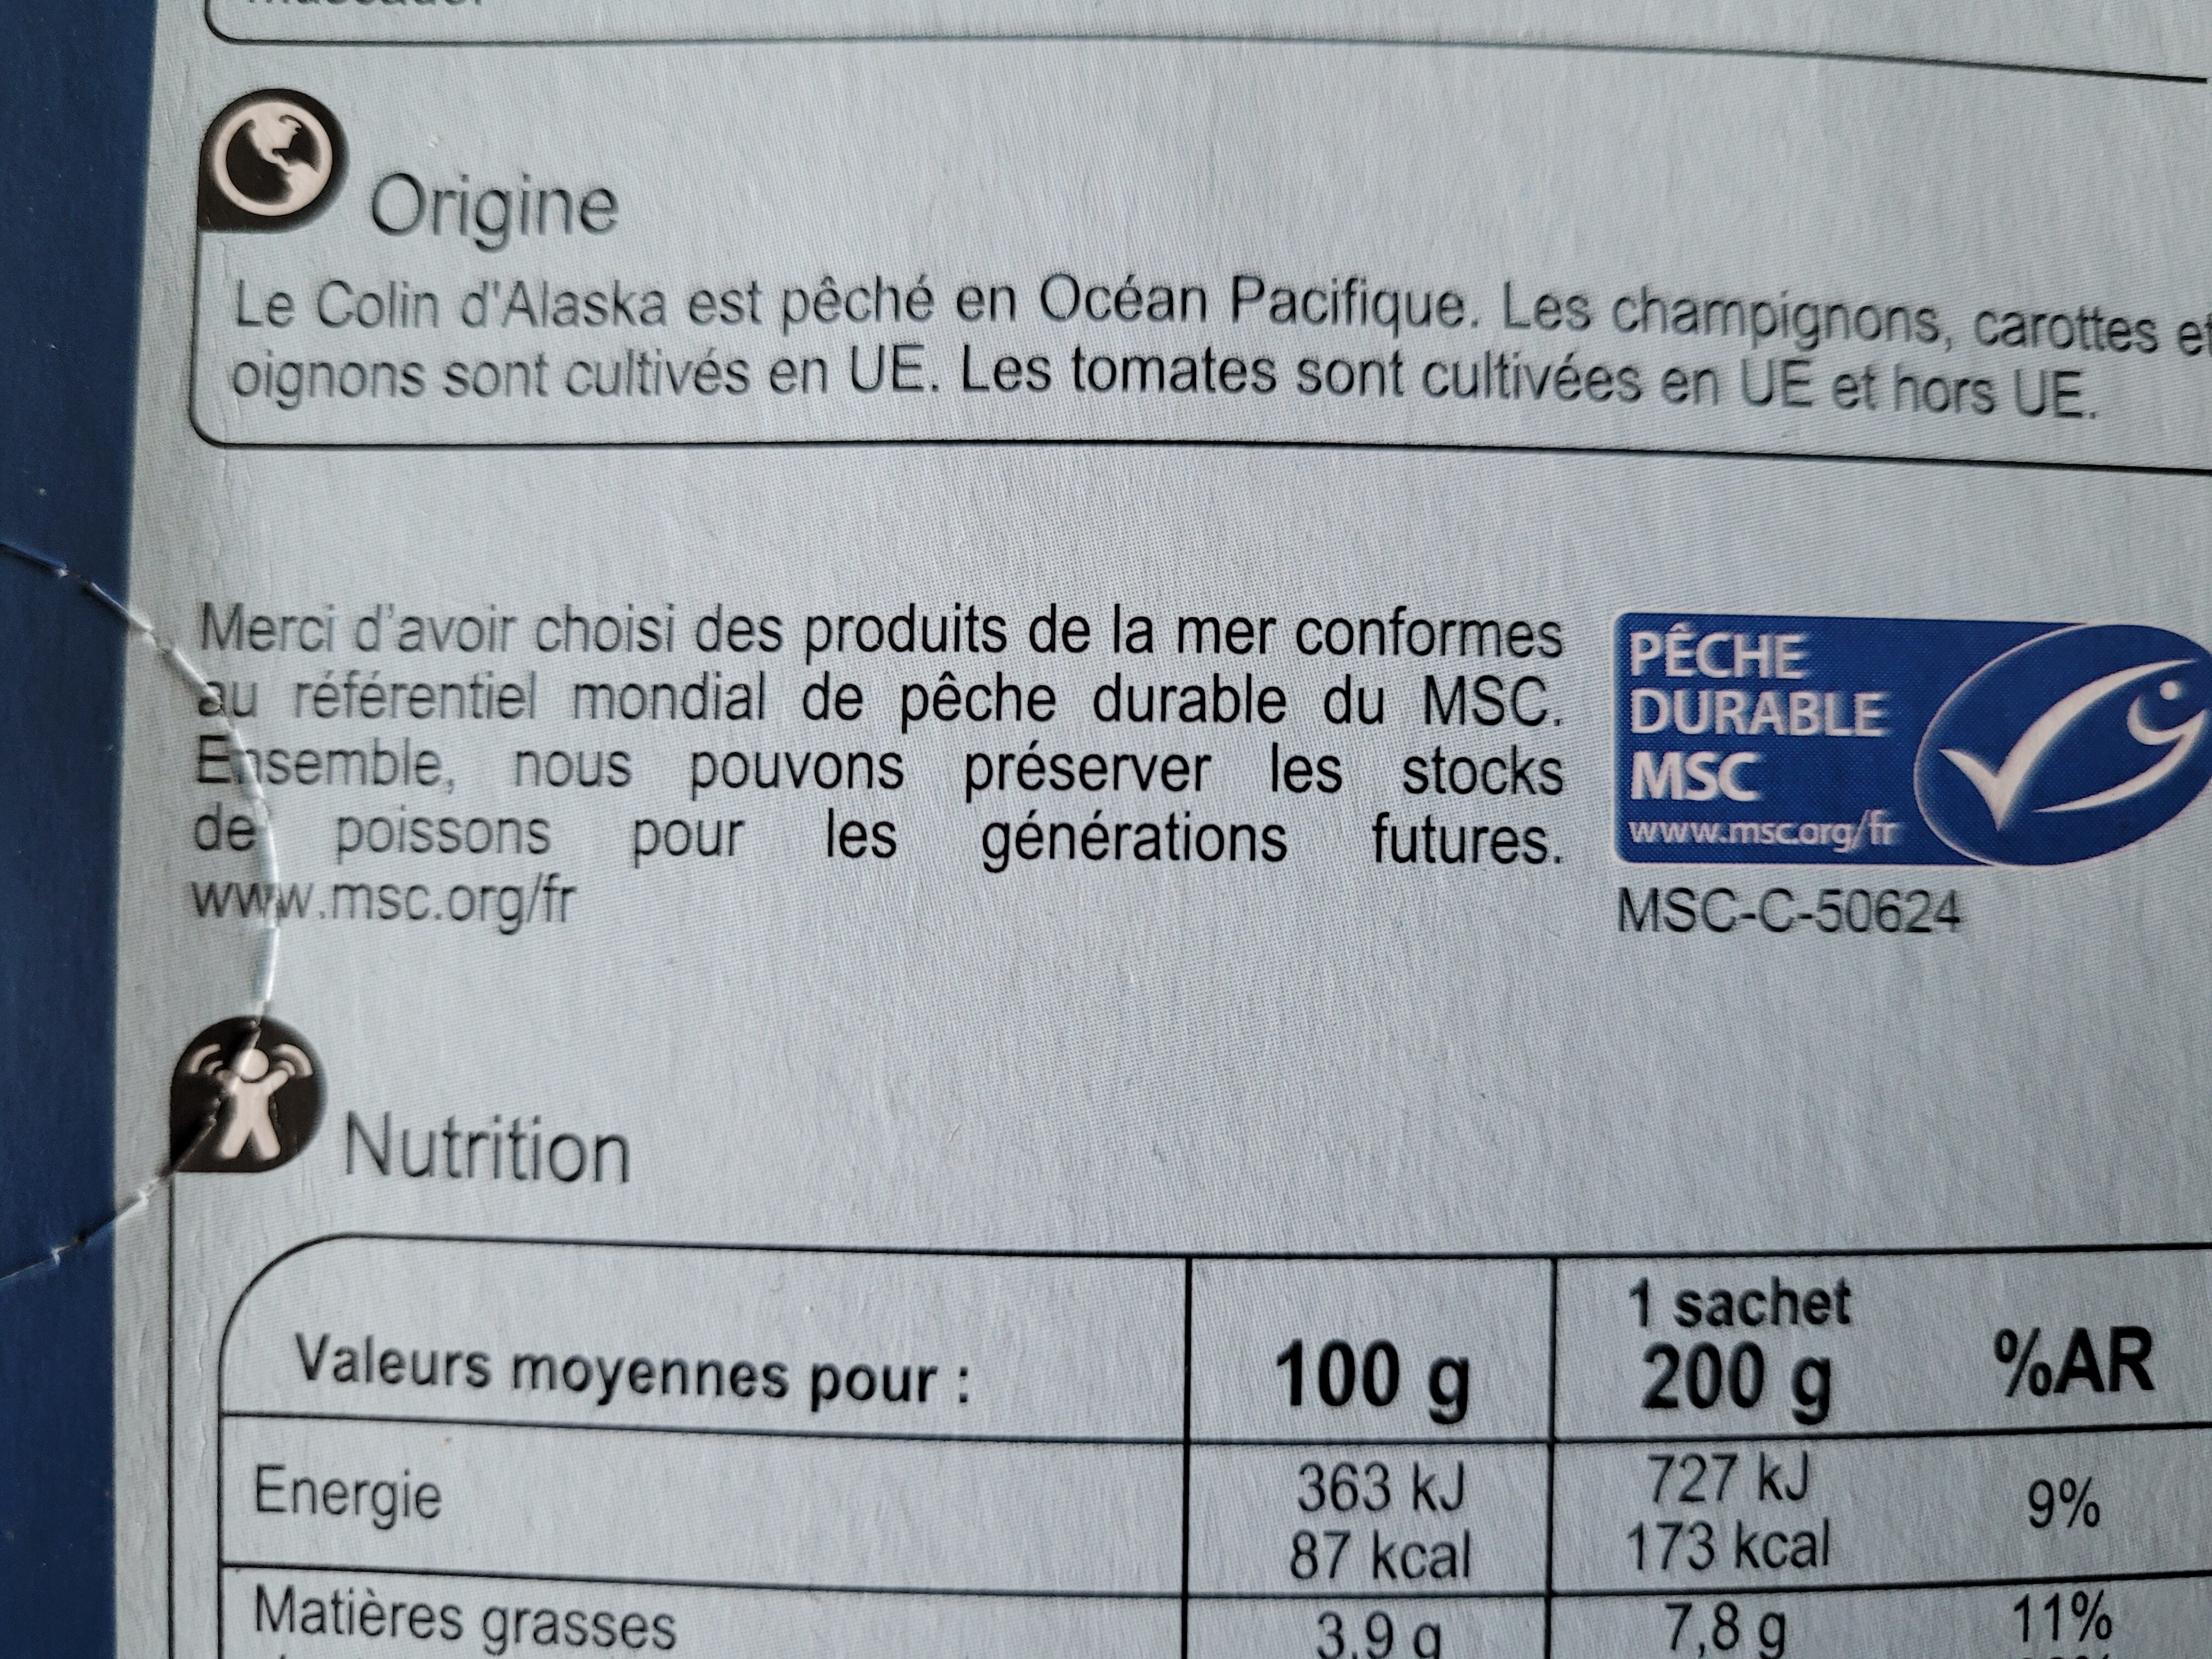 Origine
Le Colin d'Alaska est pêché en Océan Pacifique. Les champignons, carottes et
oignons sont cultivés en UE. Les tomates sont cultivées en UE et hors UE.
Merci d'avoir choisi des produits de la mer conformes
au référentiel mondial de pêche durable du MSC.
Ensemble, nous pouvons préserver les stocks
de poissons pour les générations futures.
www.msc.org/fr
PÊCHE
DURABLE
MSC
www.msc.org/fr
MSC-C-50624
Nutrition
Valeurs moyennes pour : 100 g 1 sachet 200 g %AR
Energie 363 kJ 727 kJ 9%
87 kcal 173 kcal
Matières grasses 3,9 g 7,8 g 11%